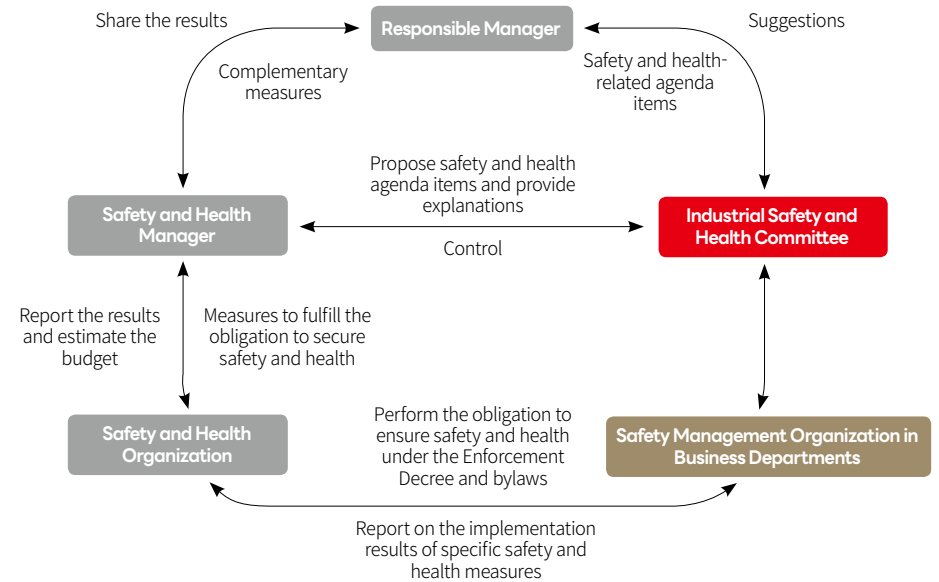 Share the results
Responsible Manager
Suggestions
Complementary
measures
Safety and health-
related agenda
items
Propose safety and health
agenda items and provide
explanations
Safety and Health
Manager
Industrial Safety and
Health Committee
Control
Report the results
and estimate the
budget
Measures to fulfill the
obligation to secure
safety and health
Perform the obligation to
ensure safety and health
under the Enforcement
Decree and bylaws
Safety and Health
Organization
Safety Management Organization in
Business Departments
Report on the implementation
results of specific safety and
health measures